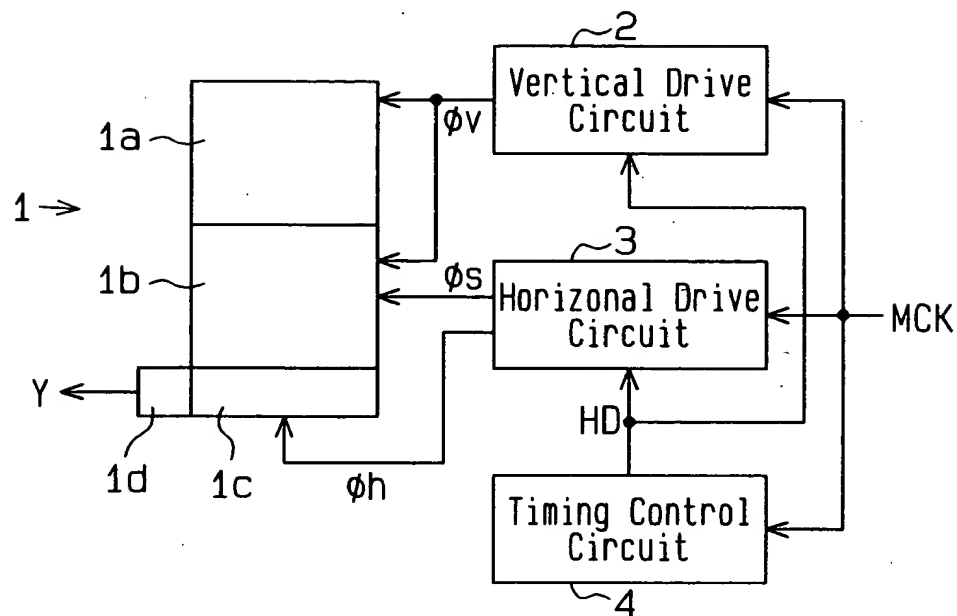 2
Vertical Drive
Circuit
1a
φv
1
3
1b
φs
Horizonal Drive
Circuit
MCK
Y
HD
1d
1c
φh
Timing Control
Circuit
4